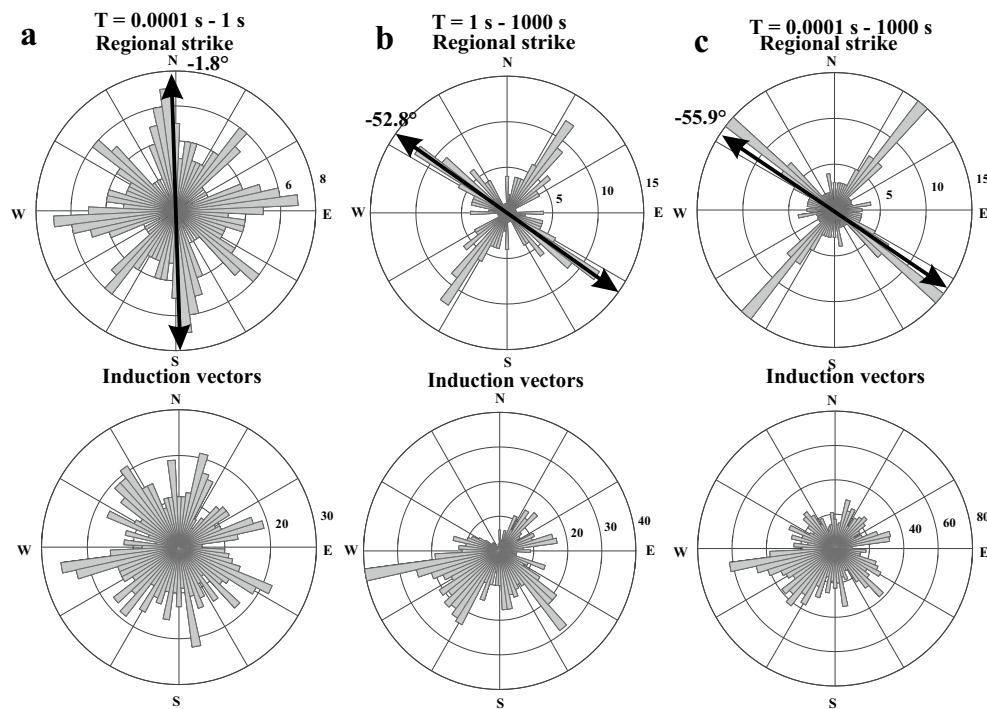 a
T = 0.0001 s - 1 s
Regional strike
N
-1.8°
6
8
W
E
S
b
T = 1 s - 1000 s
Regional strike
N
-52.8°
5
10
15
W
E
S
c
T = 0.0001 s - 1000 s
Regional strike
N
-55.9°
5
10
15
W
E
S
Induction vectors
N
20
30
W
E
S
Induction vectors
N
20
30
40
W
E
S
Induction vectors
N
40
60
80
W
E
S